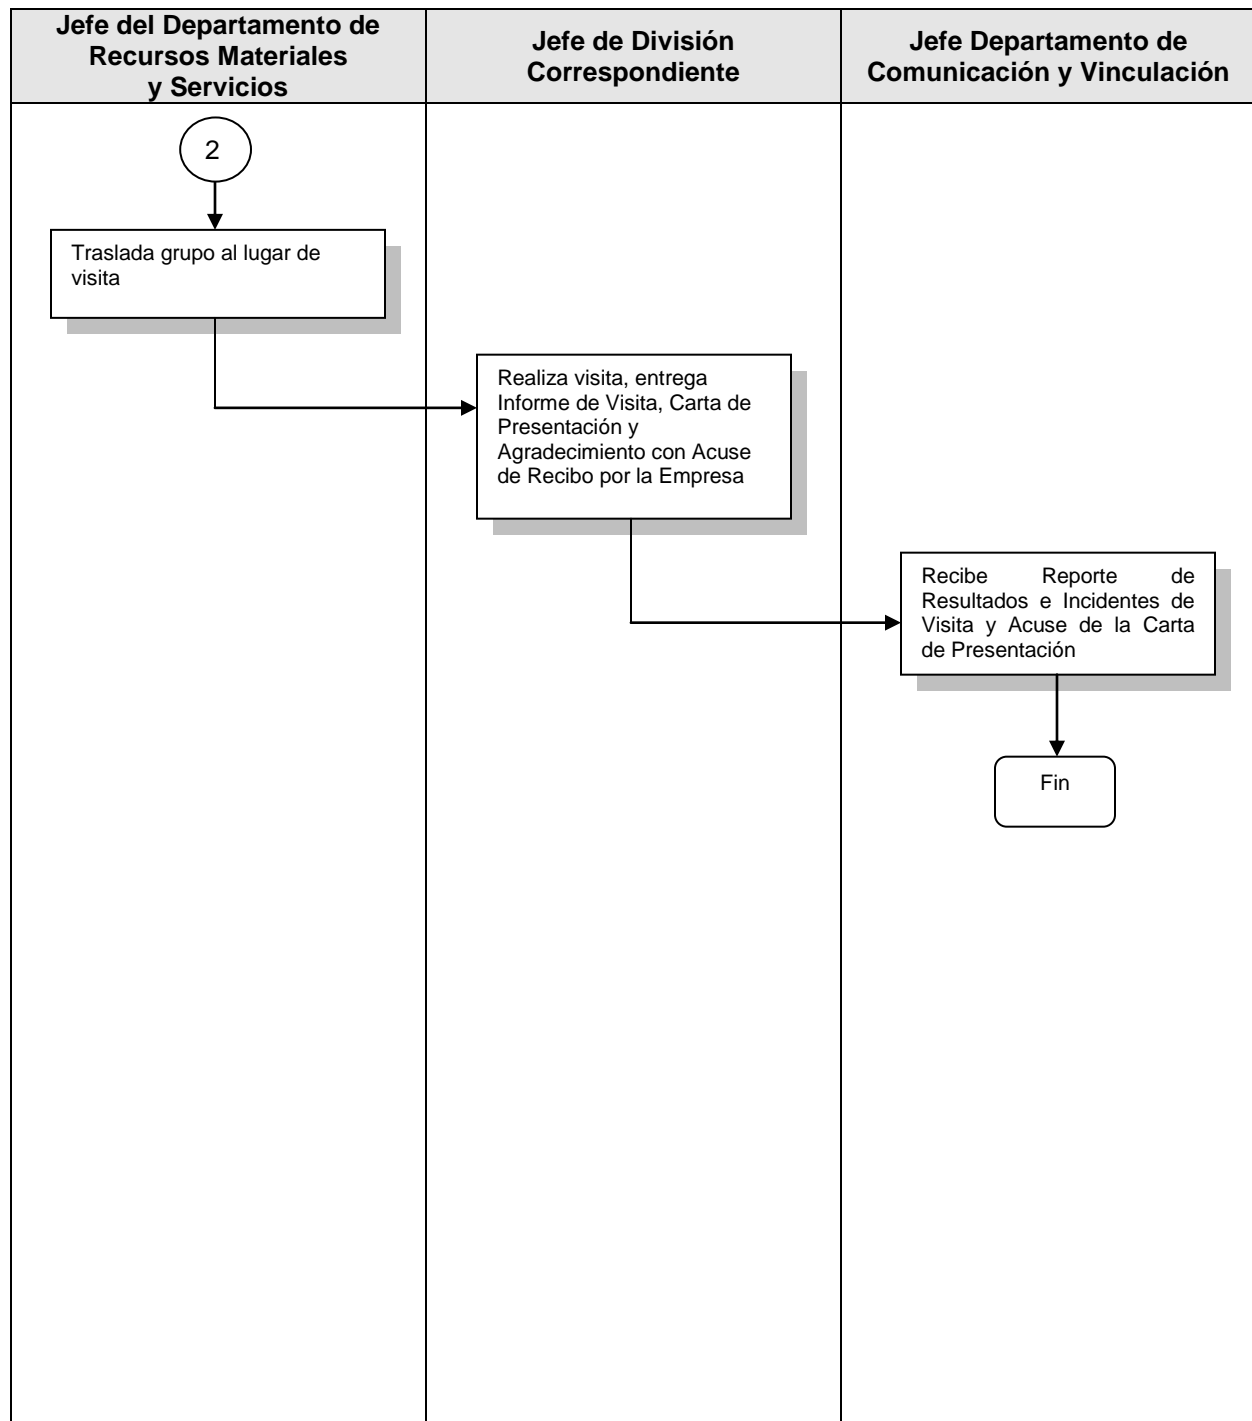 Jefe del Departamento de
Recursos Materiales
y Servicios
Jefe de División
Correspondiente
Jefe Departamento de
Comunicación y Vinculación
2
Traslada grupo al lugar de
visita
Realiza visita, entrega
Informe de Visita, Carta de
Presentación y
Agradecimiento con Acuse
de Recibo por la Empresa
Recibe Reporte de
Resultados e Incidentes de
Visita y Acuse de la Carta
de Presentación
Fin